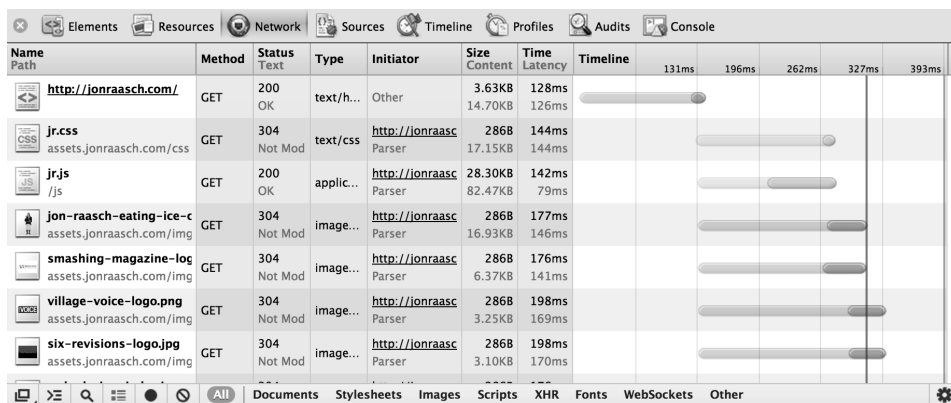 Elements Resources Network Sources Timeline Profiles Audits Console
Name Method Status Type Initiator Size Time Timeline
Path Text Content Latency 131ms 196ms 262ms 327ms 393ms
http://jonraasch.com/ GET 200 text/h... Other 3.63KB 128ms
OK 14.70KB 126ms
jr.css GET 304 text/css http://jonraasc 286B 144ms
assets.jonraasch.com/css Not Mod Parser 17.15KB 144ms
jr.js GET 200 applic... http://jonraasc 28.30KB 142ms
/js OK Parser 82.47KB 79ms
jon-raasch-eating-ice-c GET 304 image... http://jonraasc 286B 177ms
assets.jonraasch.com/img Not Mod Parser 16.93KB 146ms
smashing-magazine-log GET 304 image... http://jonraasc 286B 176ms
assets.jonraasch.com/img Not Mod Parser 6.37KB 141ms
village-voice-logo.png GET 304 image... http://jonraasc 286B 198ms
assets.jonraasch.com/img Not Mod Parser 3.25KB 169ms
six-revisions-logo.jpg GET 304 image... http://jonraasc 286B 198ms
assets.jonraasch.com/img Not Mod Parser 3.10KB 170ms
All Documents Stylesheets Images Scripts XHR Fonts WebSockets Other